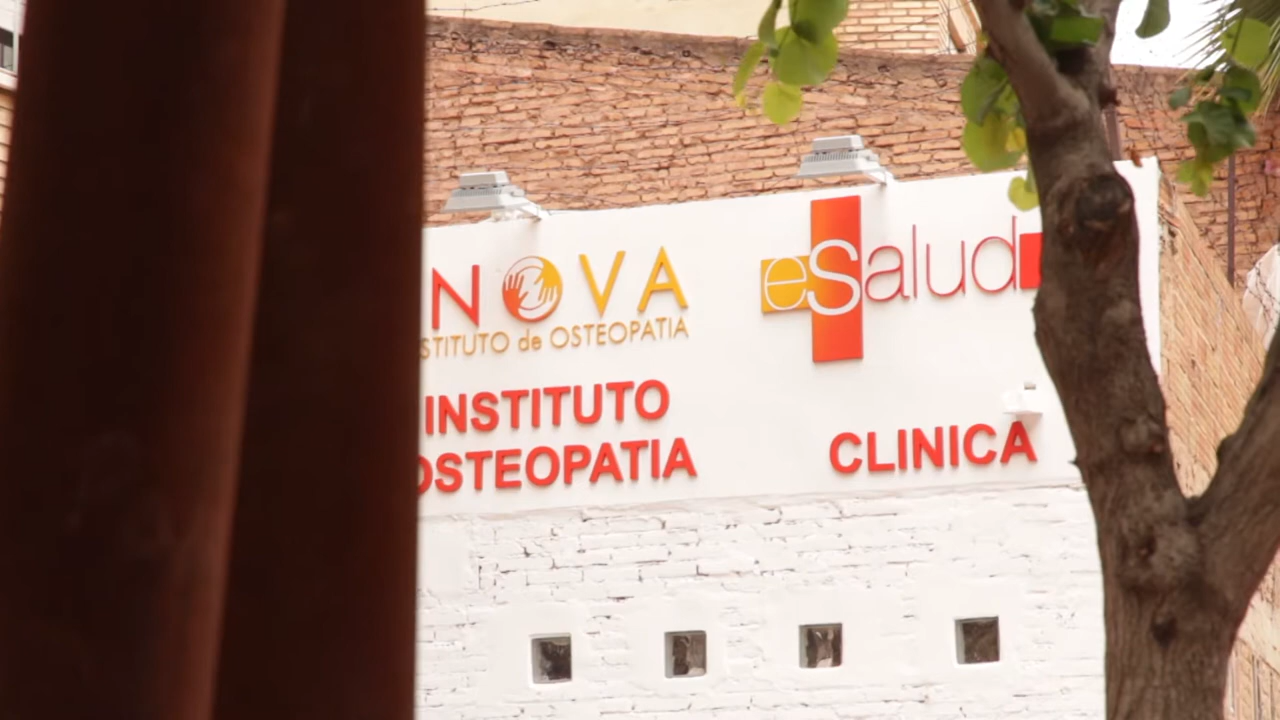 NOVA
STITUTO de OSTEOPATIA
INSTITUTO
OSTEOPATIA
eSalud
CLINICA